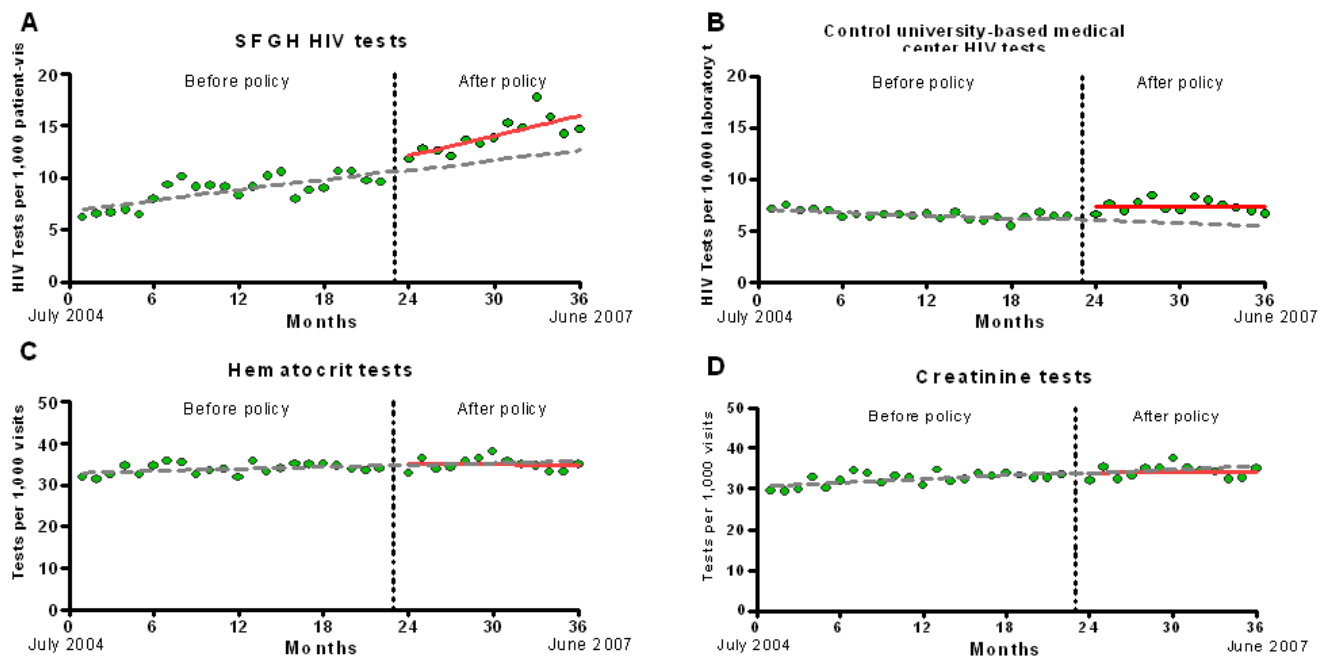 A
SFGH HIV tests
HIV Tests per 1,000 patient-vis
20
15
10
5
0
Before policy
After policy
0
6
12
18
24
30
36
July 2004
Months
June 2007
B
Control university-based medical
center HIV tests
HIV Tests per 10,000 laboratory t
20
15
10
5
0
Before policy
After policy
0
6
12
18
24
30
36
July 2004
Months
June 2007
C
Hematocrit tests
Tests per 1,000 visits
50
40
30
20
10
0
Before policy
After policy
0
6
12
18
24
30
36
July 2004
Months
June 2007
D
Creatinine tests
Tests per 1,000 visits
50
40
30
20
10
0
Before policy
After policy
0
6
12
18
24
30
36
July 2004
Months
June 2007